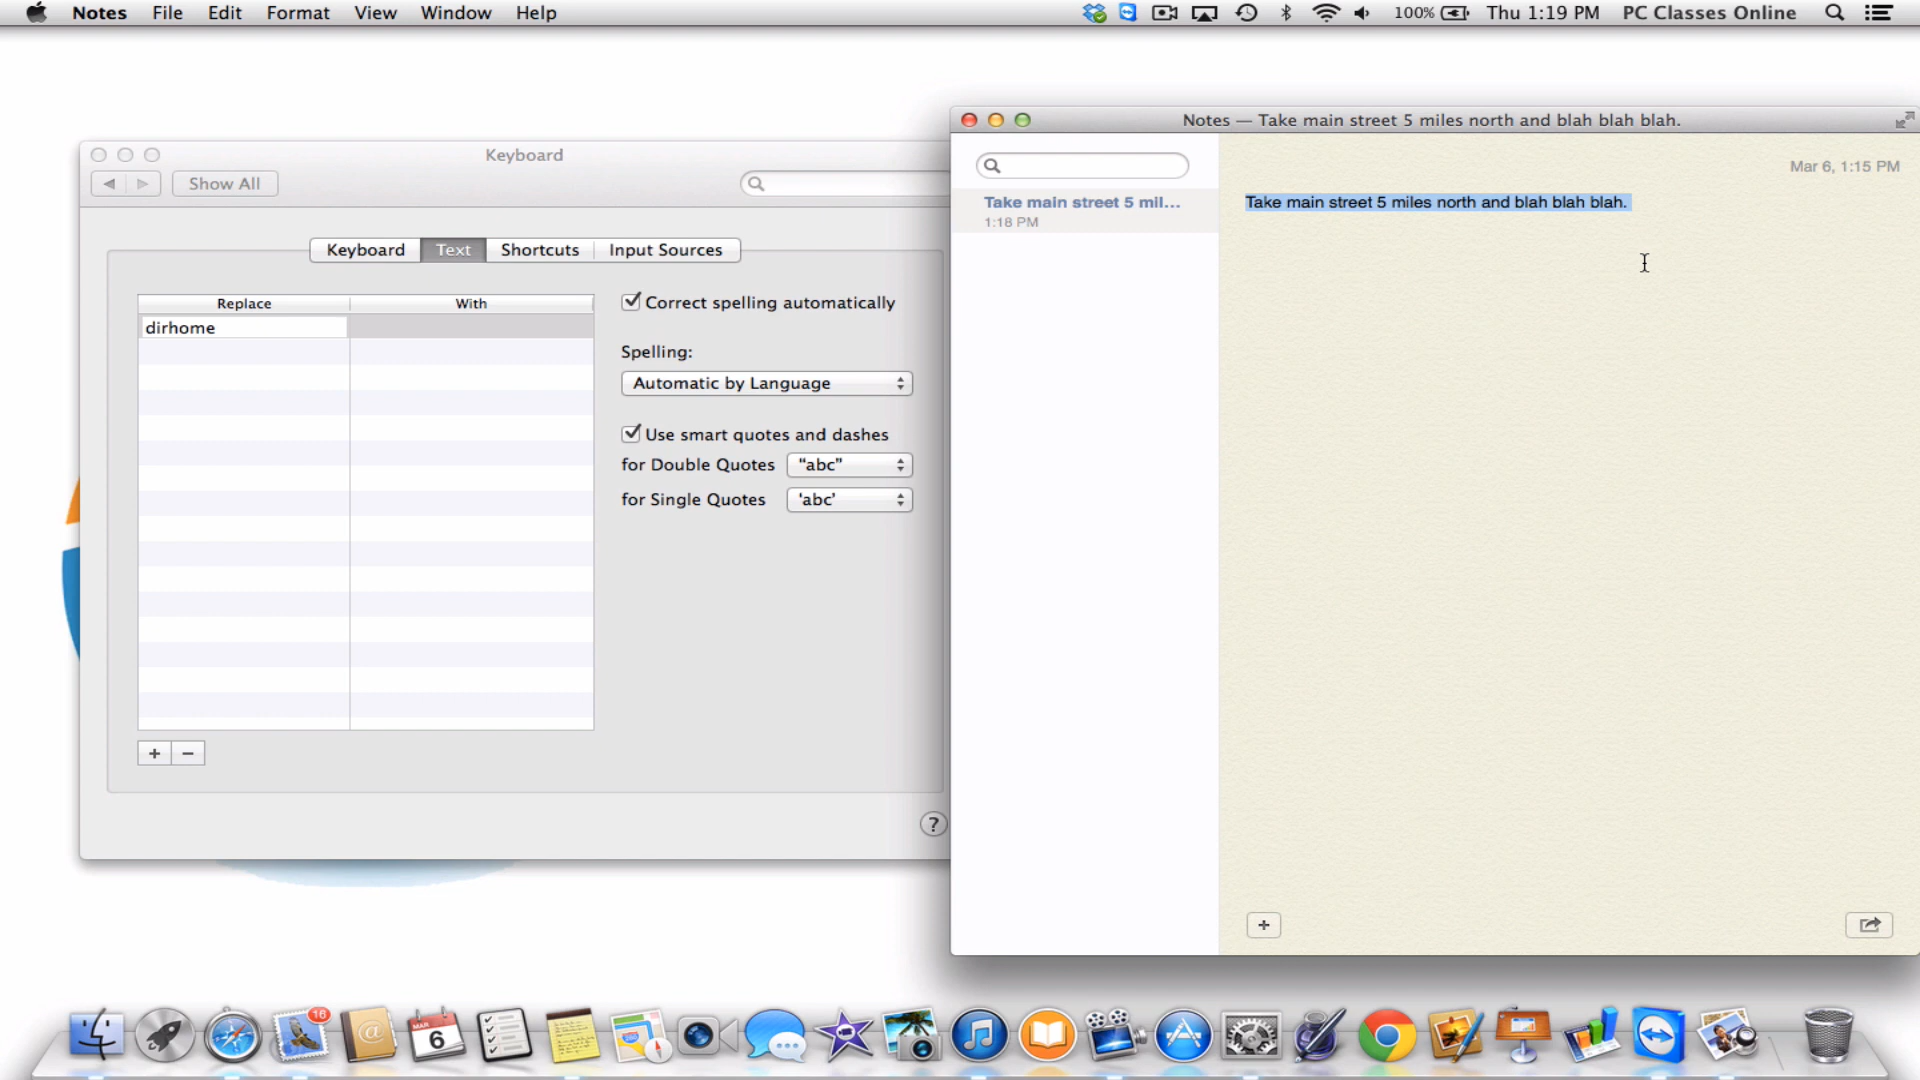 Notes File Edit Format View Window Help 100% Thu 1:19 PM PC Classes Online
Notes — Take main street 5 miles north and blah blah blah.
Keyboard
Show All
Mar 6, 1:15 PM
Take main street 5 mil...
1:18 PM
Take main street 5 miles north and blah blah blah.
Keyboard Text Shortcuts Input Sources
Replace With
dirhome
Correct spelling automatically
Spelling:
Automatic by Language
Use smart quotes and dashes
for Double Quotes “abc”
for Single Quotes ‘abc’
+ −
?
+
16
MAR
6
@